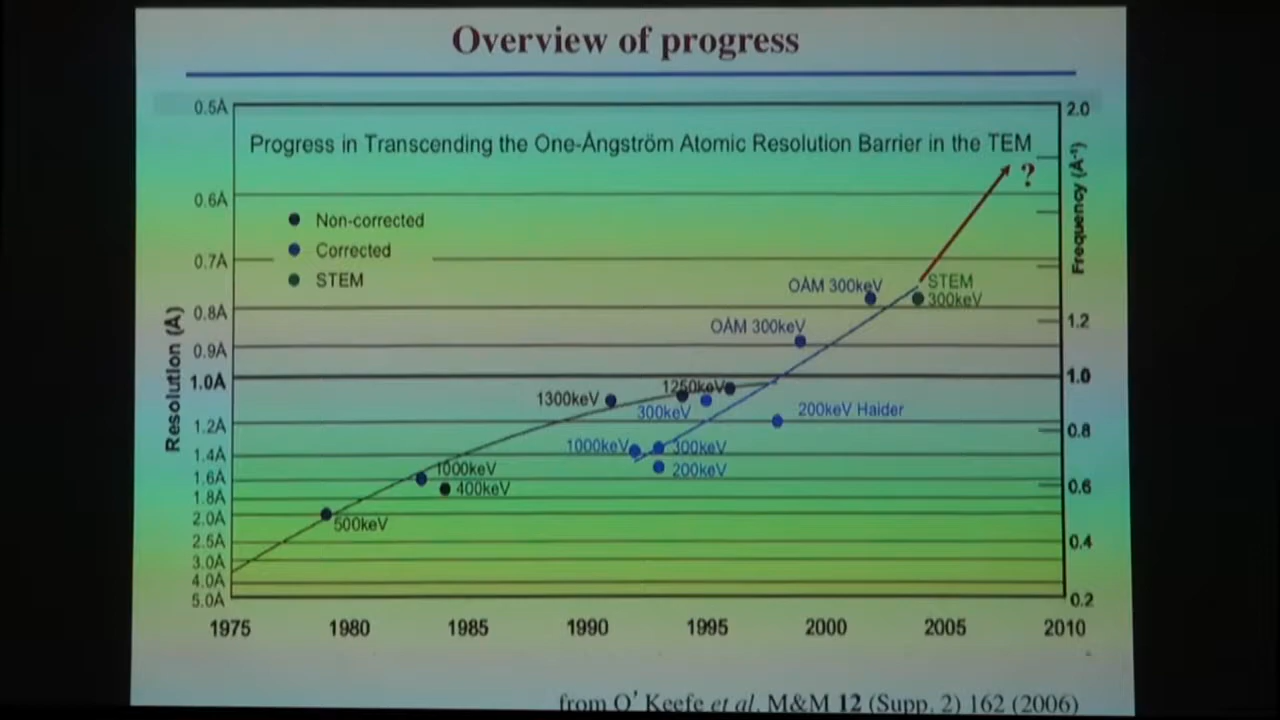 Overview of progress
Progress in Transcending the One-Ångström Atomic Resolution Barrier in the TEM
?
Non-corrected
Corrected
STEM
Resolution (Å)
0.5Å
0.6Å
0.7Å
0.8Å
0.9Å
1.0Å
1.2Å
1.4Å
1.6Å
1.8Å
2.0Å
2.5Å
3.0Å
4.0Å
5.0Å
OÅM 300keV
STEM
300keV
OÅM 300keV
1300keV
1250keV
300keV
200keV Haider
1000keV
300keV
200keV
1000keV
400keV
500keV
Frequency (Å-¹)
2.0
1.2
1.0
0.8
0.6
0.4
0.2
1975
1980
1985
1990
1995
2000
2005
2010
from O' Keefe et al. M&M 12 (Supp. 2) 162 (2006)